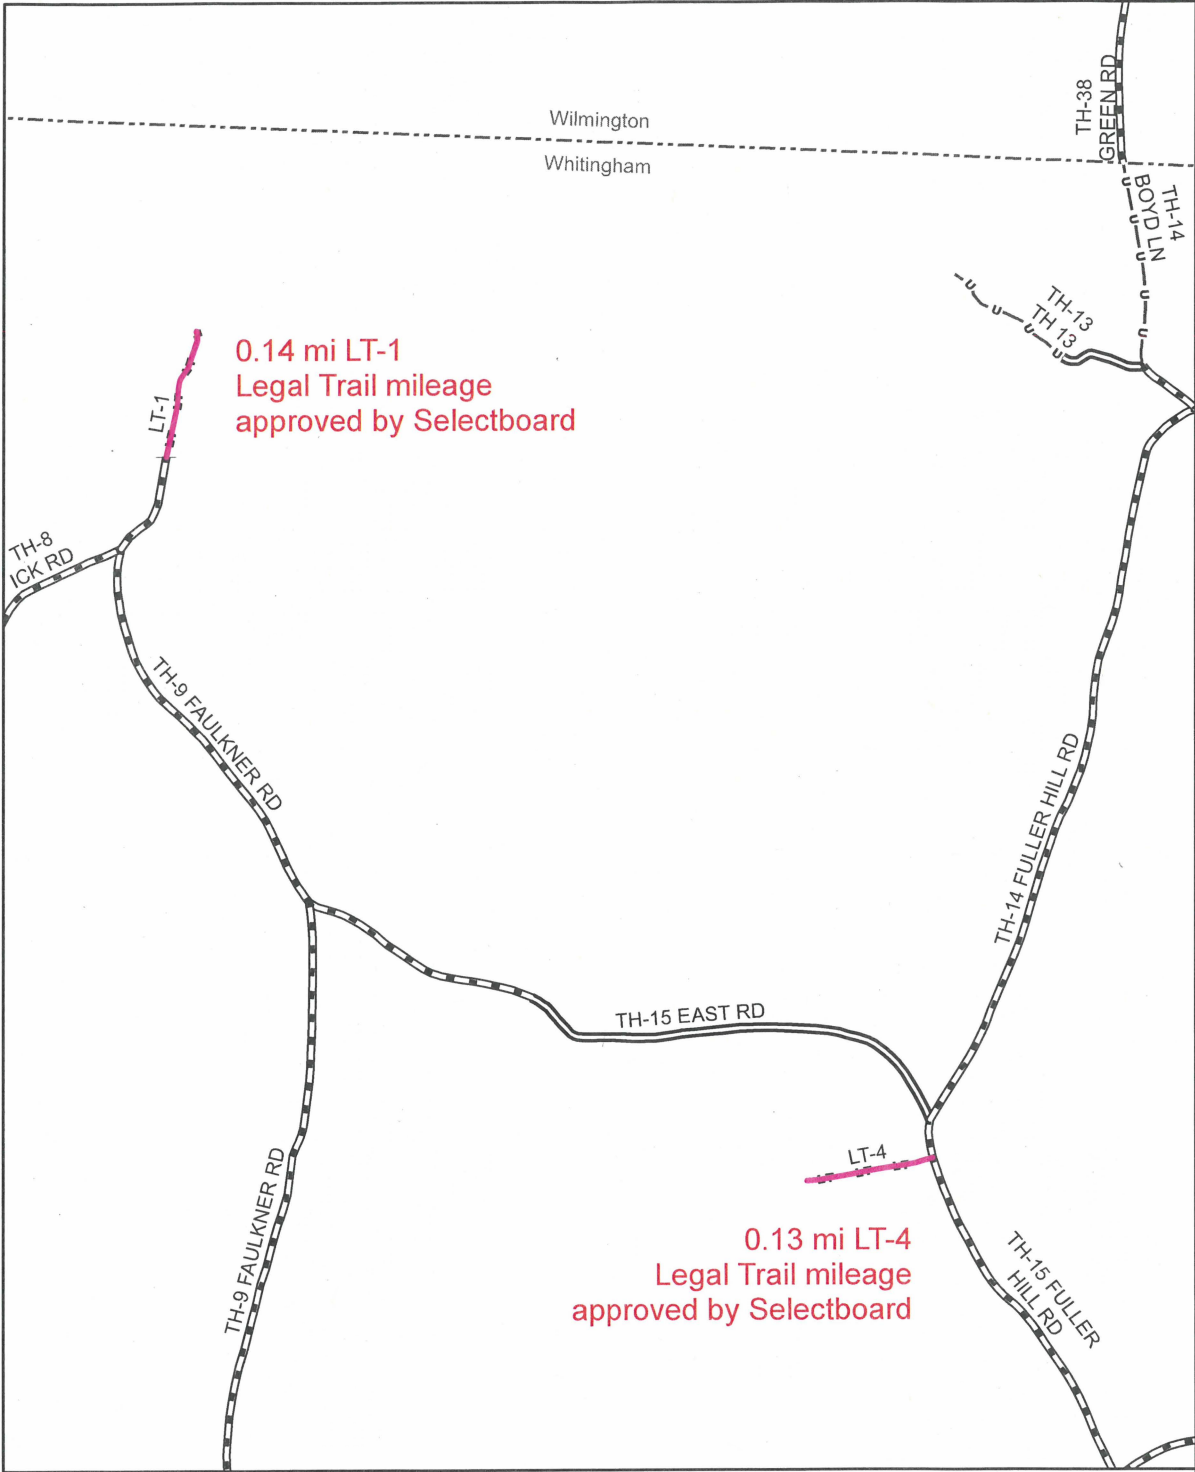 Wilmington
Whitingham
TH-38
GREEN RD
TH-14
BOYD LN
TH-13
TH 13
0.14 mi LT-1
Legal Trail mileage
approved by Selectboard
LT-1
TH-8
ICK RD
TH-9 FAULKNER RD
TH-14 FULLER HILL RD
TH-15 EAST RD
LT-4
TH-9 FAULKNER RD
0.13 mi LT-4
Legal Trail mileage
approved by Selectboard
TH-15 FULLER
HILL RD